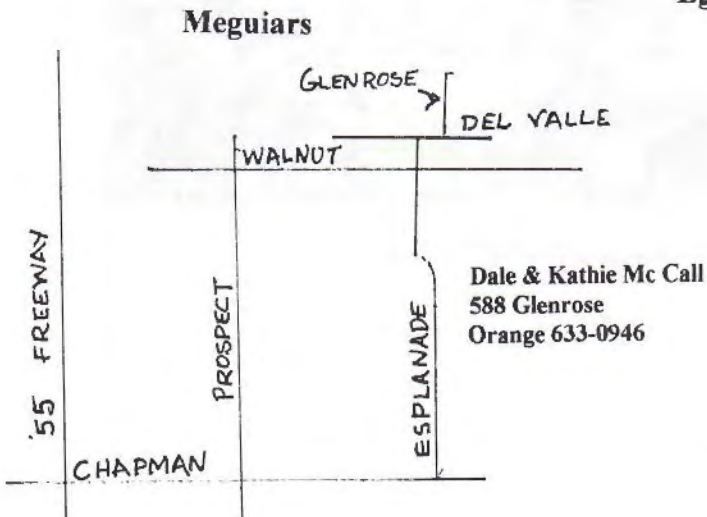 Meguiars
GLENROSE
DEL VALLE
WALNUT
'55 FREEWAY
PROSPECT
ESPLANADE
Dale & Kathie Mc Call
588 Glenrose
Orange 633-0946
CHAPMAN